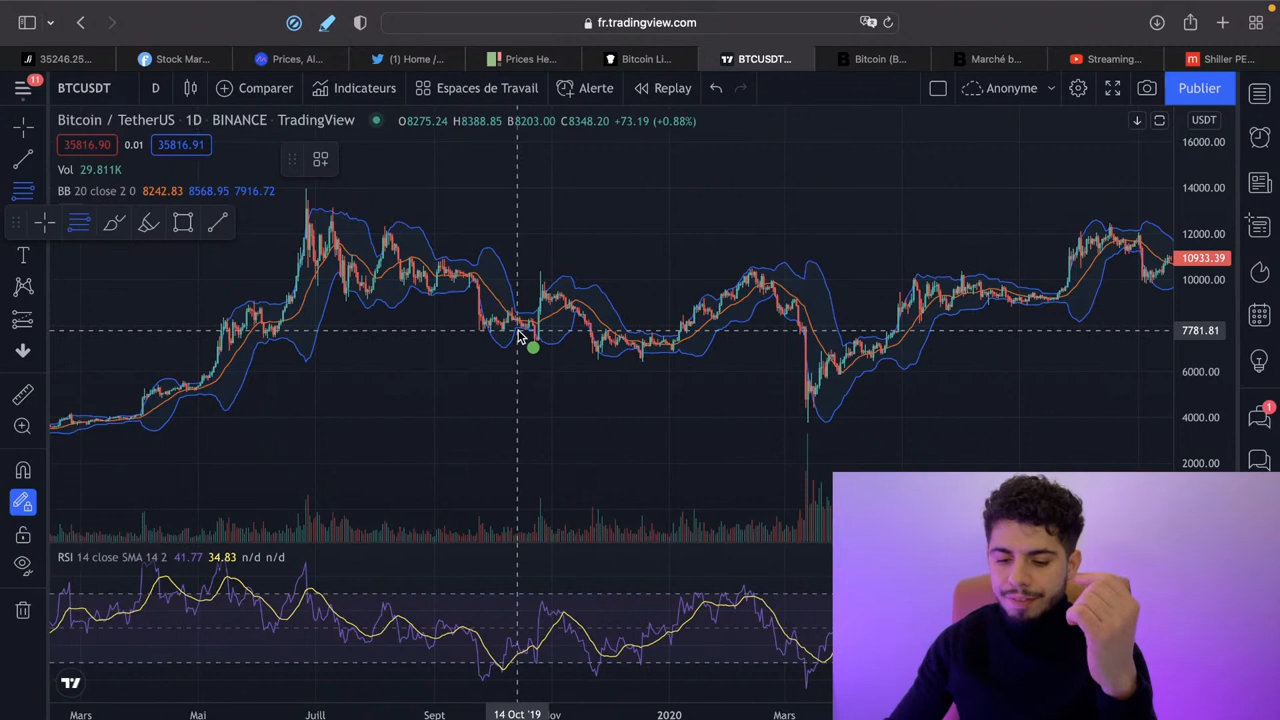 fr.tradingview.com
35246.25...
Stock Mar...
Prices, Al...
(1) Home /...
Prices He...
Bitcoin Li...
BTCUSDT...
Bitcoin (B...
Marché b...
Streaming...
Shiller PE...
11
BTCUSDT
D
Comparer
Indicateurs
Espaces de Travail
Alerte
Replay
Anonyme
Publier
Bitcoin / TetherUS · 1D · BINANCE · TradingView
O8275.24 H8388.85 B8203.00 C8348.20 +73.19 (+0.88%)
USDT
35816.90
0.01
35816.91
Vol 29.811K
BB 20 close 2 0 8242.83 8568.95 7916.72
16000.00
14000.00
12000.00
10933.39
10000.00
7781.81
6000.00
4000.00
2000.00
1
RSI 14 close SMA 14 2 41.77 34.83 n/d n/d
Mars
Mai
Juill
Sept
14 Oct '19
ov
2020
Mars